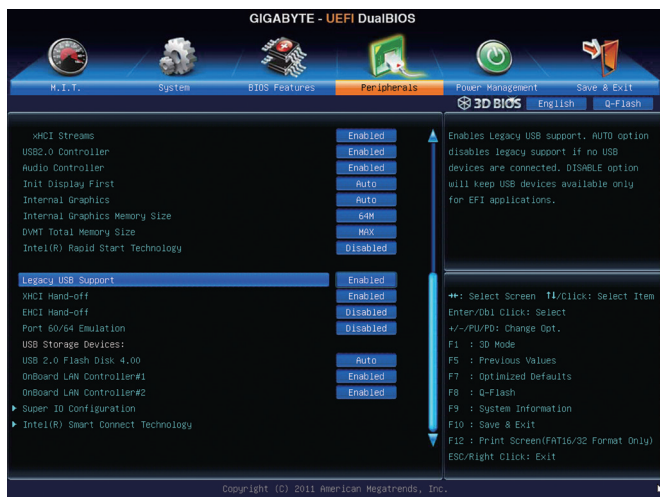 GIGABYTE - UEFI DualBIOS
M.I.T. System BIOS Features Peripherals Power Management Save & Exit
3D BIOS English Q-Flash
xHCI Streams Enabled
USB2.0 Controller Enabled
Audio Controller Enabled
Init Display First Auto
Internal Graphics Auto
Internal Graphics Memory Size 64M
DVMT Total Memory Size MAX
Intel(R) Rapid Start Technology Disabled
Legacy USB Support Enabled
XHCI Hand-off Enabled
EHCI Hand-off Disabled
Port 60/64 Emulation Disabled
USB Storage Devices:
USB 2.0 Flash Disk 4.00 Auto
OnBoard LAN Controller#1 Enabled
OnBoard LAN Controller#2 Enabled
Super IO Configuration
Intel(R) Smart Connect Technology
Enables Legacy USB support. AUTO option
disables legacy support if no USB
devices are connected. DISABLE option
will keep USB devices available only
for EFI applications.
↔: Select Screen ↑↓/Click: Select Item
Enter/Dbl Click: Select
+/-/PU/PD: Change Opt.
F1 : 3D Mode
F5 : Previous Values
F7 : Optimized Defaults
F8 : Q-Flash
F9 : System Information
F10 : Save & Exit
F12 : Print Screen(FAT16/32 Format Only)
ESC/Right Click: Exit
Copyright (C) 2011 American Megatrends, Inc.